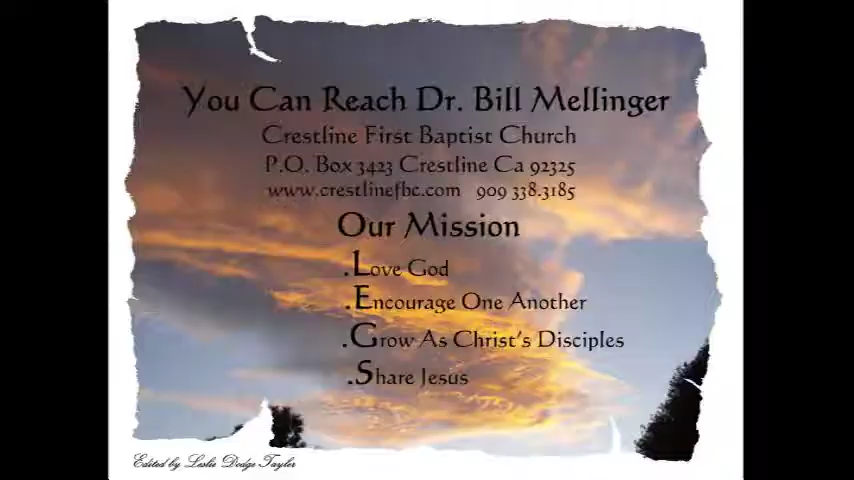 You Can Reach Dr. Bill Mellinger
Crestline First Baptist Church
P.O. Box 3423 Crestline Ca 92325
www.crestlinefbc.com 909 338.3185
Our Mission
.Love God
.Encourage One Another
.Grow As Christ's Disciples
.Share Jesus
Edited by Leslie Dodge Taylor